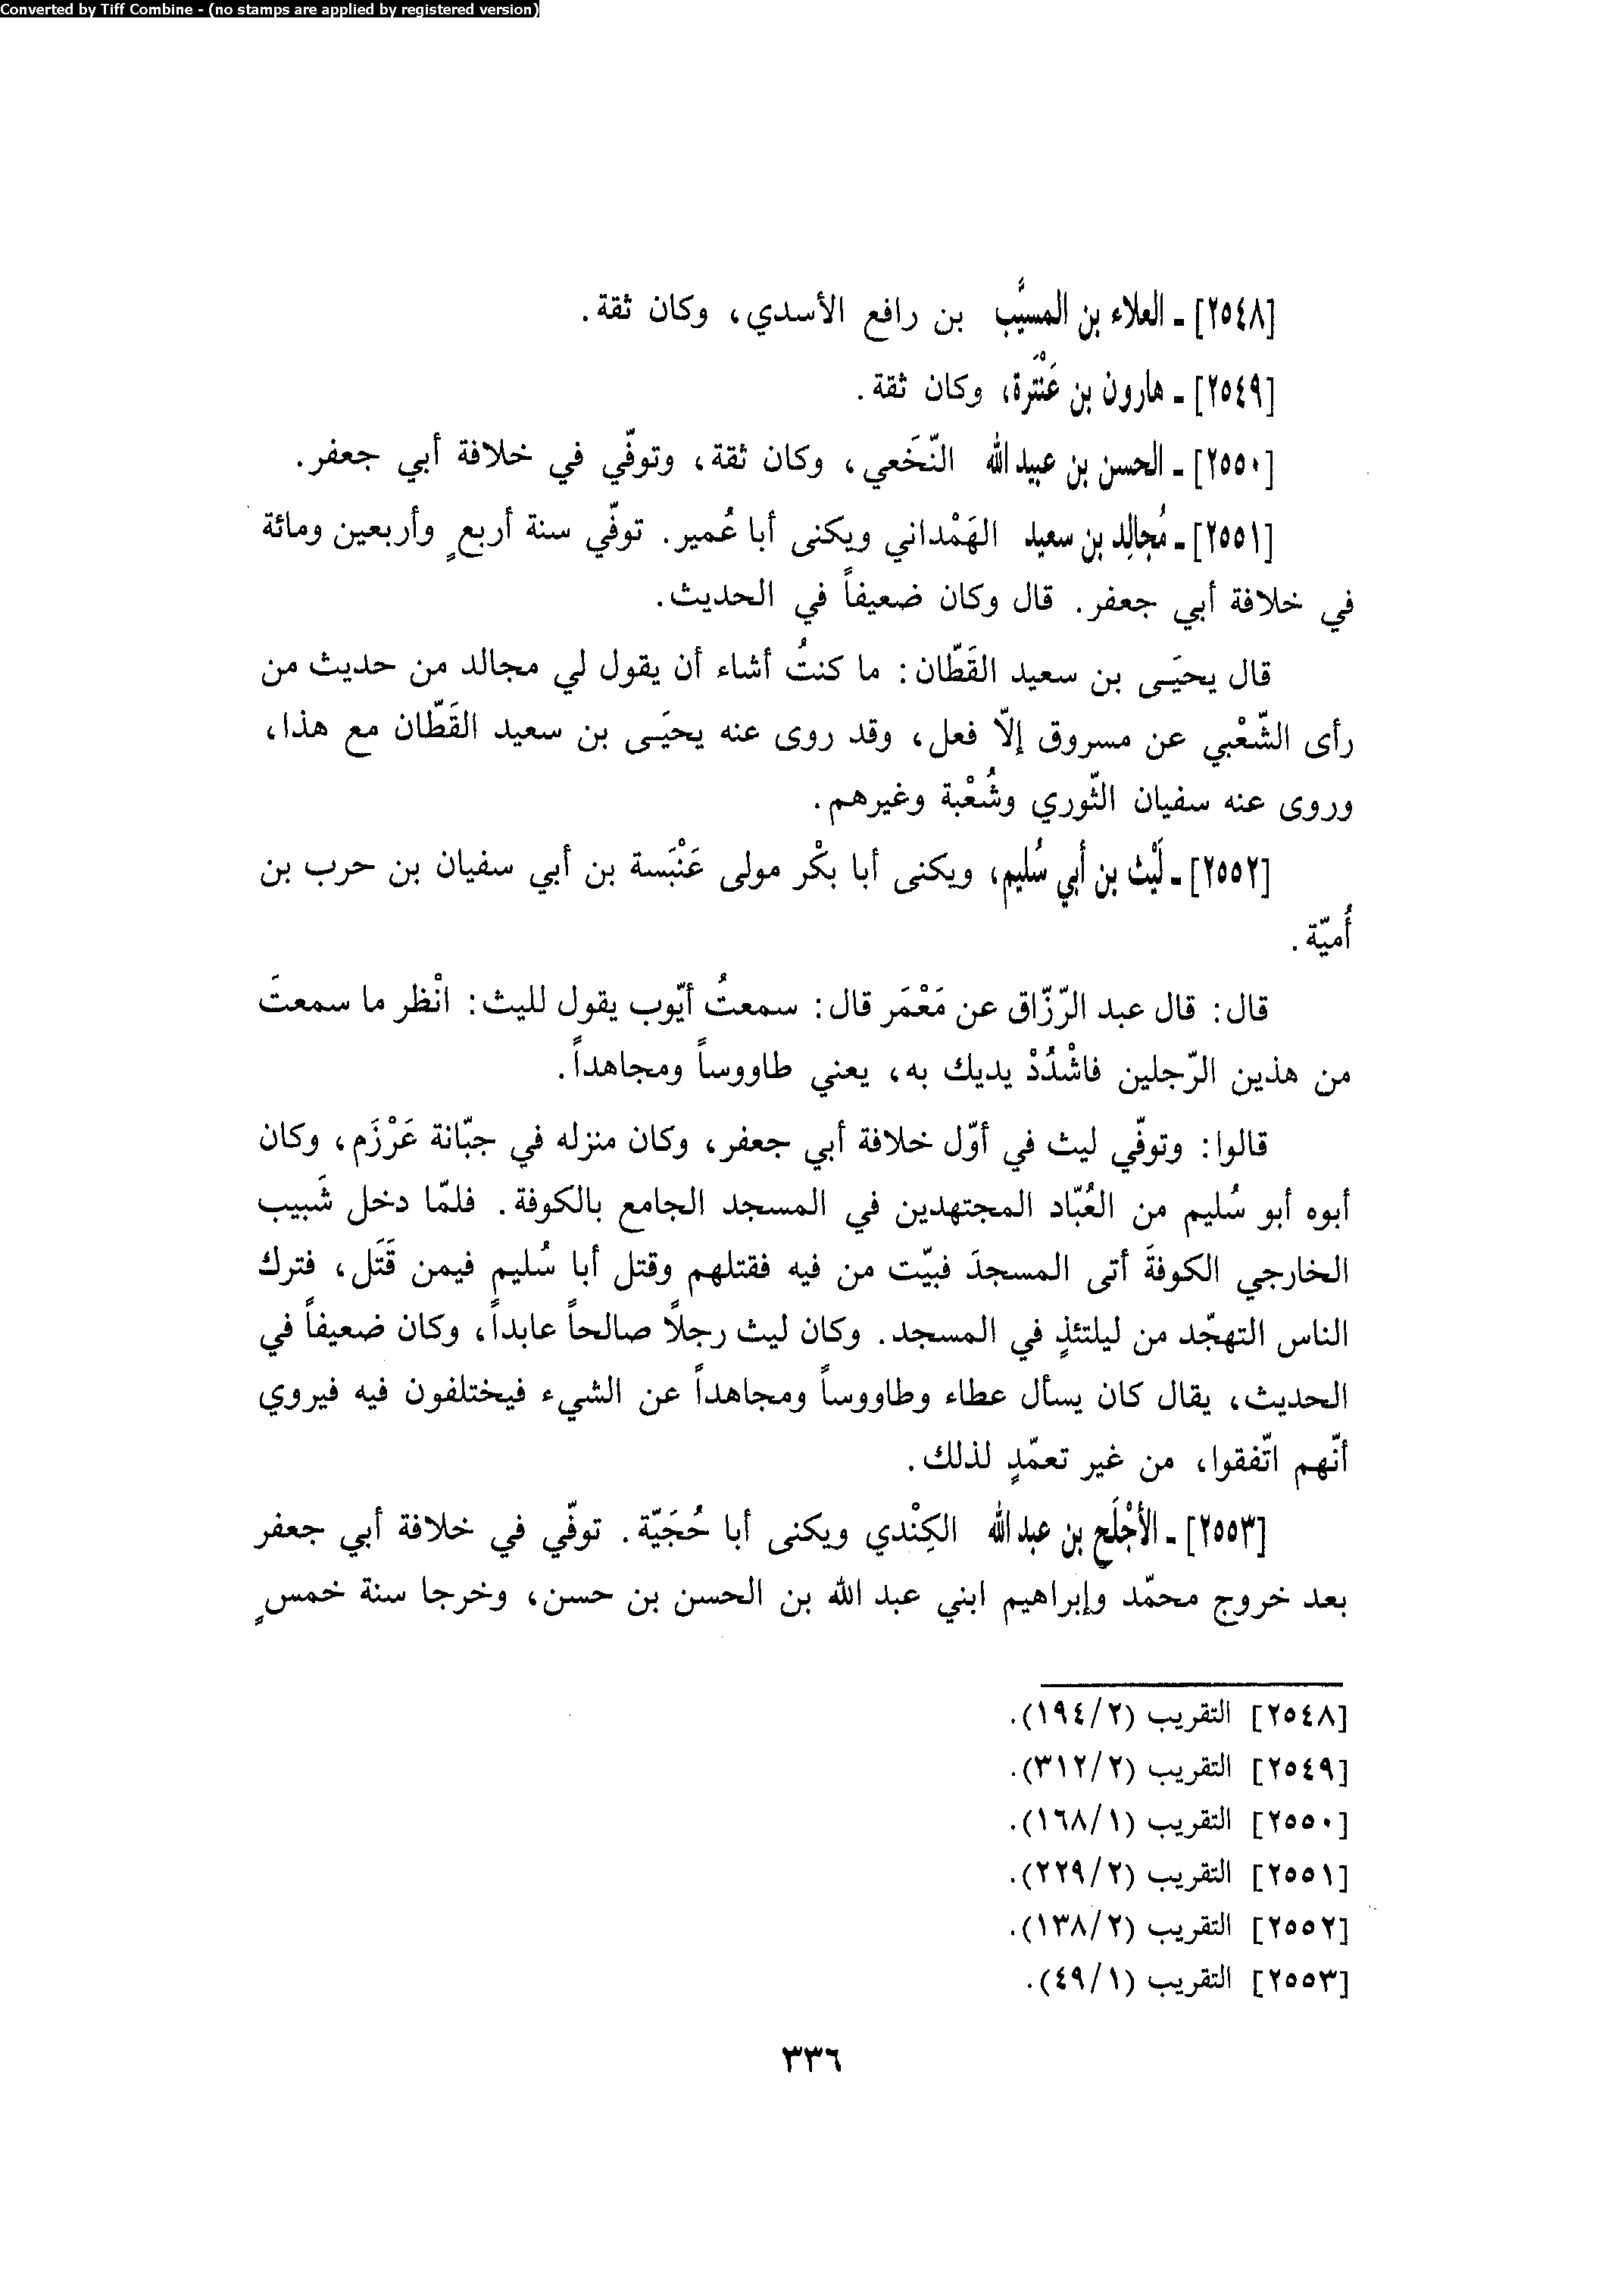 Converted by Tiff Combine - (no stamps are applied by registered version)
[٢٥٤٨] ـ العلاء بن المسيَّب بن رافع الأسدي، وكان ثقة.
[٢٥٤٩] ـ هارون بن عَنْتَرة، وكان ثقة.
[٢٥٥٠] ـ الحسن بن عبيد الله النّخَعي، وكان ثقة، وتوفّي في خلافة أبي جعفر.
[٢٥٥١] ـ مُجالِد بن سعيد الهَمْداني ويكنى أبا عُمير. توفّي سنة أربعٍ وأربعين ومائة
في خلافة أبي جعفر. قال وكان ضعيفاً في الحديث.
قال يحيَى بن سعيد القَطّان: ما كنتُ أشاء أن يقول لي مجالد من حديث من
رأى الشّعْبي عن مسروق إلّا فعل، وقد روى عنه يحيَى بن سعيد القَطّان مع هذا،
وروى عنه سفيان الثّوري وشُعْبة وغيرهم.
[٢٥٥٢] ـ لَيْث بن أبي سُليم، ويكنى أبا بكْر مولى عَنْبَسة بن أبي سفيان بن حرب بن
أُميّة.
قال: قال عبد الرّزّاق عن مَعْمَر قال: سمعتُ أيّوب يقول لليث: انْظر ما سمعتَ
من هذين الرّجلين فاشْدُدْ يديك به، يعني طاووساً ومجاهداً.
قالوا: وتوفّي ليث في أوّل خلافة أبي جعفر، وكان منزله في جبّانة عَرْزَم، وكان
أبوه أبو سُليم من العُبّاد المجتهدين في المسجد الجامع بالكوفة. فلمّا دخل شَبيب
الخارجي الكوفةَ أتى المسجدَ فبيّت من فيه فقتلهم وقتل أبا سُليم فيمن قَتَل، فترك
الناس التهجّد من ليلتئذٍ في المسجد. وكان ليث رجلًا صالحاً عابداً، وكان ضعيفاً في
الحديث، يقال كان يسأل عطاء وطاووساً ومجاهداً عن الشيء فيختلفون فيه فيروي
أنّهم اتّفقوا، من غير تعمّدٍ لذلك.
[٢٥٥٣] ـ الأجْلَح بن عبد الله الكِنْدي ويكنى أبا حُجَيّة. توفّي في خلافة أبي جعفر
بعد خروج محمّد وإبراهيم ابني عبد الله بن الحسن بن حسن، وخرجا سنة خمسٍ
[٢٥٤٨] التقريب (٢/١٩٤).
[٢٥٤٩] التقريب (٢/٣١٢).
[٢٥٥٠] التقريب (١/١٦٨).
[٢٥٥١] التقريب (٢/٢٢٩).
[٢٥٥٢] التقريب (٢/١٣٨).
[٢٥٥٣] التقريب (١/٤٩).
٣٣٦